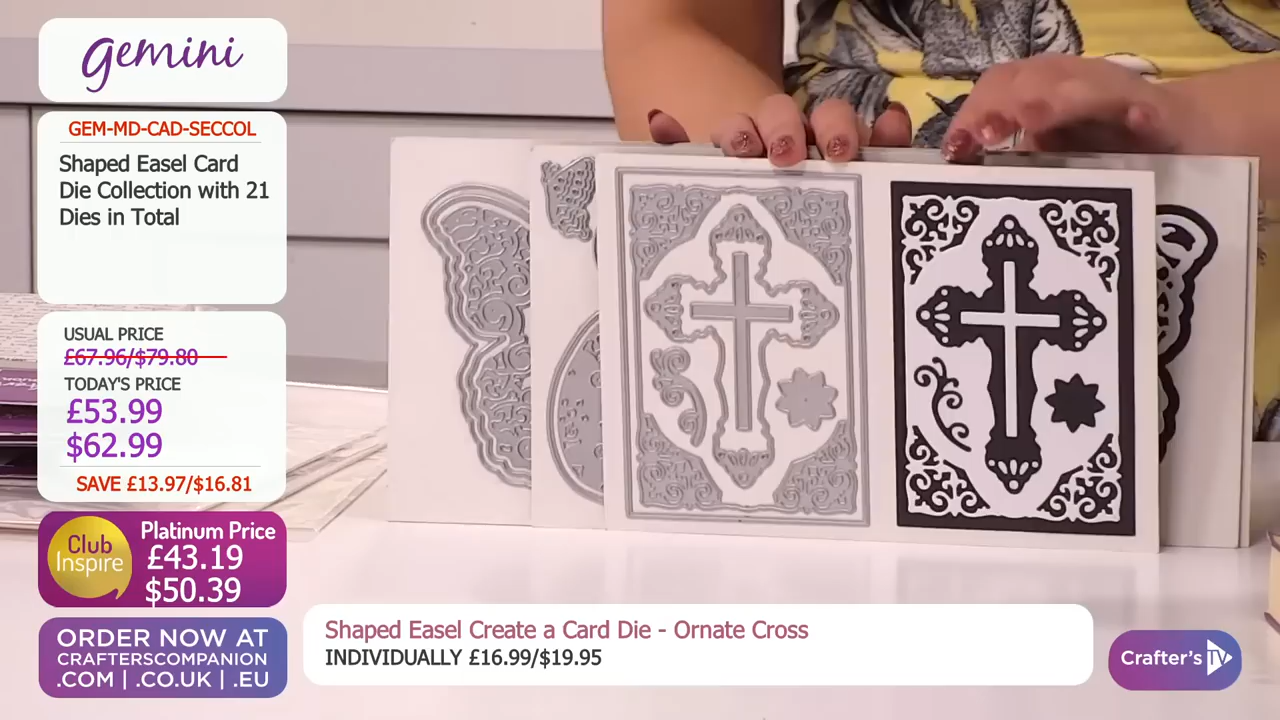 gemini
GEM-MD-CAD-SECCOL
Shaped Easel Card
Die Collection with 21
Dies in Total
USUAL PRICE
£67.96/$79.80
TODAY'S PRICE
£53.99
$62.99
SAVE £13.97/$16.81
Club
Inspire
Platinum Price
£43.19
$50.39
ORDER NOW AT
CRAFTERSCOMPANION
.COM | .CO.UK | .EU
Shaped Easel Create a Card Die - Ornate Cross
INDIVIDUALLY £16.99/$19.95
Crafter's TV